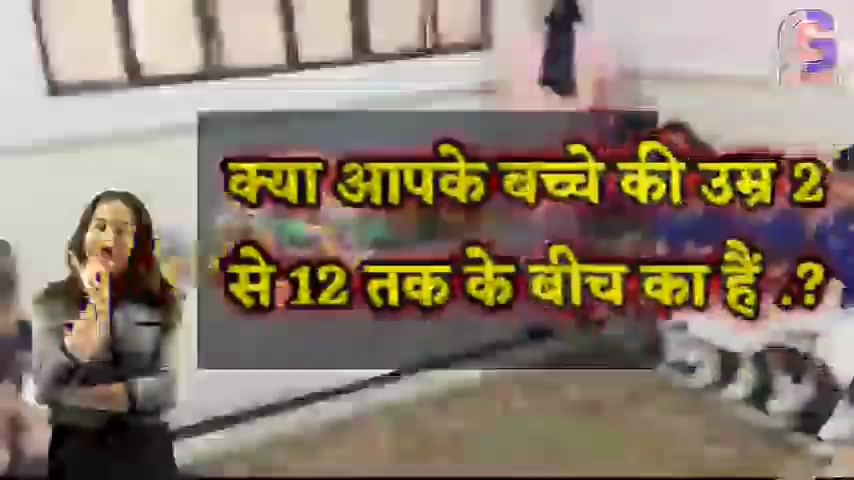 क्या आपके बच्चे की उम्र 2
से 12 तक के बीच का हैं .?